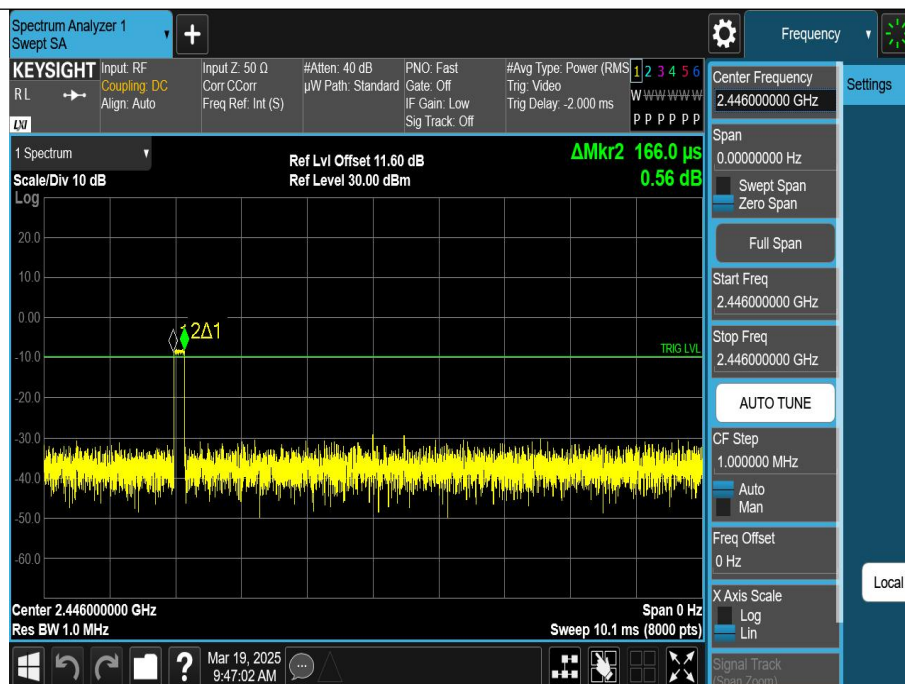 Spectrum Analyzer 1
Swept SA
+
Frequency
KEYSIGHT
RL
LXI
Input: RF
Coupling: DC
Align: Auto
Input Z: 50 Ω
Corr CCorr
Freq Ref: Int (S)
#Atten: 40 dB
µW Path: Standard
PNO: Fast
Gate: Off
IF Gain: Low
Sig Track: Off
#Avg Type: Power (RMS
Trig: Video
Trig Delay: -2.000 ms
1 2 3 4 5 6
W W W W W W
P P P P P P
1 Spectrum
Scale/Div 10 dB
Ref Lvl Offset 11.60 dB
Ref Level 30.00 dBm
ΔMkr2 166.0 µs
0.56 dB
Log
20.0
10.0
0.00
-10.0
-20.0
-30.0
-40.0
-50.0
-60.0
2Δ1
TRIG LVL
Center 2.446000000 GHz
Res BW 1.0 MHz
Span 0 Hz
Sweep 10.1 ms (8000 pts)
Center Frequency
2.446000000 GHz
Span
0.00000000 Hz
Swept Span
Zero Span
Full Span
Start Freq
2.446000000 GHz
Stop Freq
2.446000000 GHz
AUTO TUNE
CF Step
1.000000 MHz
Auto
Man
Freq Offset
0 Hz
X Axis Scale
Log
Lin
Signal Track
(Span Zoom)
Settings
Local
?
Mar 19, 2025
9:47:02 AM